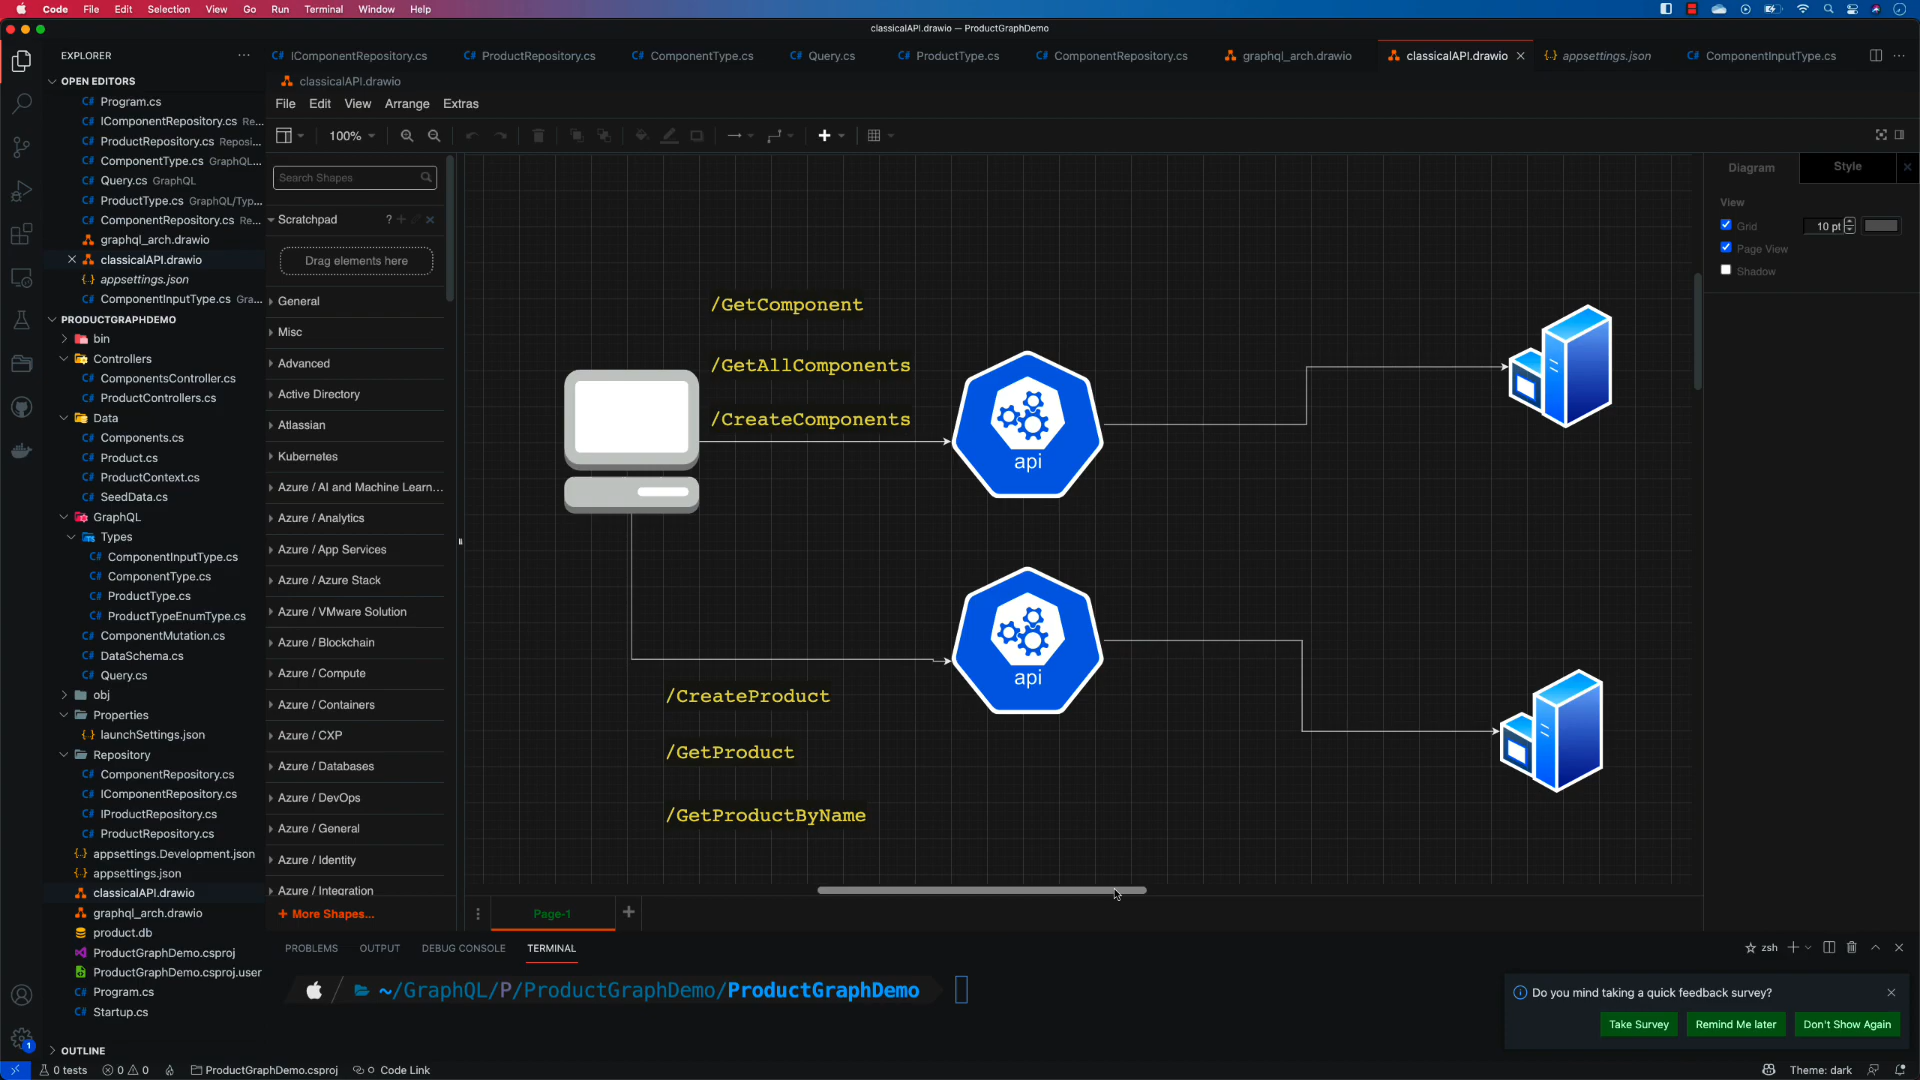 Code File Edit Selection View Go Run Terminal Window Help
classicalAPI.drawio — ProductGraphDemo
EXPLORER
IComponentRepository.cs
ProductRepository.cs
ComponentType.cs
Query.cs
ProductType.cs
ComponentRepository.cs
graphql_arch.drawio
classicalAPI.drawio
appsettings.json
ComponentInputType.cs
OPEN EDITORS
Program.cs
IComponentRepository.cs Re...
ProductRepository.cs Reposi...
ComponentType.cs GraphQL...
Query.cs GraphQL
ProductType.cs GraphQL/Typ...
ComponentRepository.cs Re...
graphql_arch.drawio
classicalAPI.drawio
appsettings.json
ComponentInputType.cs Gra...
PRODUCTGRAPHDEMO
bin
Controllers
ComponentsController.cs
ProductControllers.cs
Data
Components.cs
Product.cs
ProductContext.cs
SeedData.cs
GraphQL
Types
ComponentInputType.cs
ComponentType.cs
ProductType.cs
ProductTypeEnumType.cs
ComponentMutation.cs
DataSchema.cs
Query.cs
obj
Properties
launchSettings.json
Repository
ComponentRepository.cs
IComponentRepository.cs
IProductRepository.cs
ProductRepository.cs
appsettings.Development.json
appsettings.json
classicalAPI.drawio
graphql_arch.drawio
product.db
ProductGraphDemo.csproj
ProductGraphDemo.csproj.user
Program.cs
Startup.cs
OUTLINE
classicalAPI.drawio
File Edit View Arrange Extras
100%
Search Shapes
Scratchpad ?
Drag elements here
General
Misc
Advanced
Active Directory
Atlassian
Kubernetes
Azure / AI and Machine Learn...
Azure / Analytics
Azure / App Services
Azure / Azure Stack
Azure / VMware Solution
Azure / Blockchain
Azure / Compute
Azure / Containers
Azure / CXP
Azure / Databases
Azure / DevOps
Azure / General
Azure / Identity
Azure / Integration
+ More Shapes...
/GetComponent
/GetAllComponents
/CreateComponents
api
api
/CreateProduct
/GetProduct
/GetProductByName
Page-1
Diagram
Style
View
Grid
10 pt
Page View
Shadow
PROBLEMS OUTPUT DEBUG CONSOLE TERMINAL
zsh
~/GraphQL/P/ProductGraphDemo/ProductGraphDemo
Do you mind taking a quick feedback survey?
Take Survey
Remind Me later
Don't Show Again
1
0 tests
0 0
ProductGraphDemo.csproj
Code Link
Theme: dark